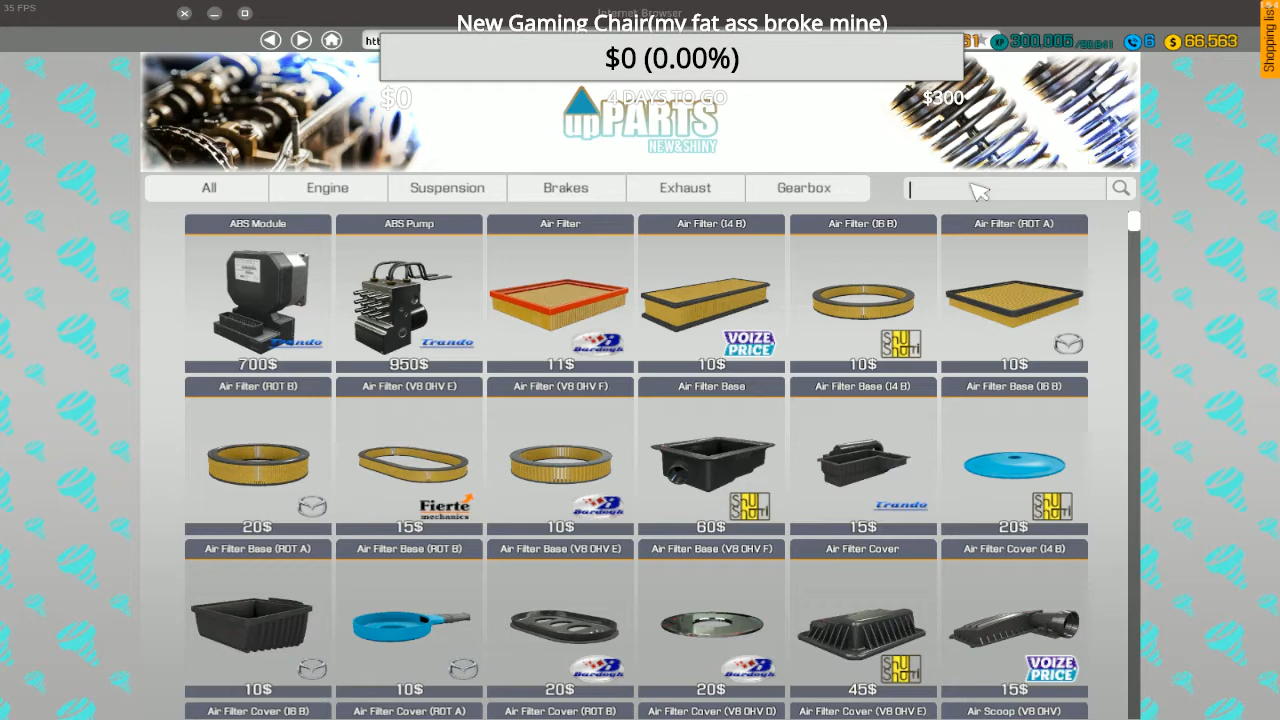 35 FPS
Internet Browser
New Gaming Chair(my fat ass broke mine)
$0 (0.00%)
$0
4 DAYS TO GO
$300
htt
61
XP 300.005
6
$ 66,563
Shopping list
upPARTS
NEW&SHINY
All Engine Suspension Brakes Exhaust Gearbox
ABS Module ABS Pump Air Filter Air Filter (I4 B) Air Filter (I6 B) Air Filter (ROT A)
Trando Trando Bardogh VOIZE PRICE
700$ 950$ 11$ 10$ 10$ 10$
Air Filter (ROT B) Air Filter (V8 OHV E) Air Filter (V8 OHV F) Air Filter Base Air Filter Base (I4 B) Air Filter Base (I6 B)
Fierte mechanics Bardogh Trando
20$ 15$ 10$ 60$ 15$ 20$
Air Filter Base (ROT A) Air Filter Base (ROT B) Air Filter Base (V8 OHV E) Air Filter Base (V8 OHV F) Air Filter Cover Air Filter Cover (I4 B)
Bardogh Bardogh VOIZE PRICE
10$ 10$ 20$ 20$ 45$ 15$
Air Filter Cover (I6 B) Air Filter Cover (ROT A) Air Filter Cover (ROT B) Air Filter Cover (V8 OHV D) Air Filter Cover (V8 OHV E) Air Scoop (V8 OHV)